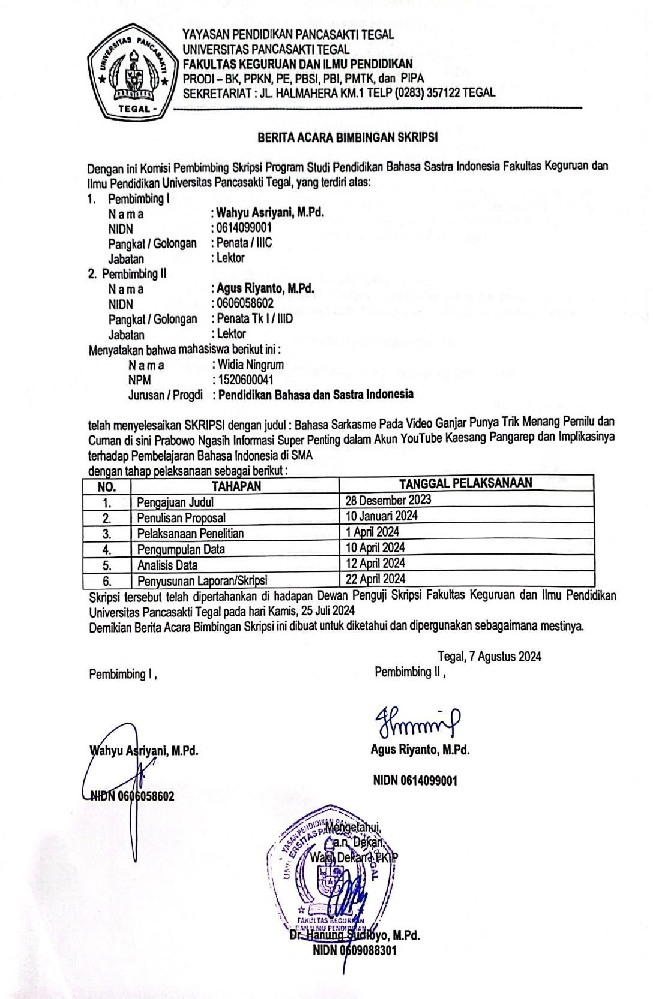 UNIVERSITAS PANCASAKTI
TEGAL
YAYASAN PENDIDIKAN PANCASAKTI TEGAL
UNIVERSITAS PANCASAKTI TEGAL
FAKULTAS KEGURUAN DAN ILMU PENDIDIKAN
PRODI – BK, PPKN, PE, PBSI, PBI, PMTK, dan PIPA
SEKRETARIAT : JL. HALMAHERA KM.1 TELP (0283) 357122 TEGAL
BERITA ACARA BIMBINGAN SKRIPSI
Dengan ini Komisi Pembimbing Skripsi Program Studi Pendidikan Bahasa Sastra Indonesia Fakultas Keguruan dan
Ilmu Pendidikan Universitas Pancasakti Tegal, yang terdiri atas:
1. Pembimbing I
N a m a : Wahyu Asriyani, M.Pd.
NIDN : 0614099001
Pangkat / Golongan : Penata / IIIC
Jabatan : Lektor
2. Pembimbing II
N a m a : Agus Riyanto, M.Pd.
NIDN : 0606058602
Pangkat / Golongan : Penata Tk I / IIID
Jabatan : Lektor
Menyatakan bahwa mahasiswa berikut ini :
N a m a : Widia Ningrum
NPM : 1520600041
Jurusan / Progdi : Pendidikan Bahasa dan Sastra Indonesia
telah menyelesaikan SKRIPSI dengan judul : Bahasa Sarkasme Pada Video Ganjar Punya Trik Menang Pemilu dan
Cuman di sini Prabowo Ngasih Informasi Super Penting dalam Akun YouTube Kaesang Pangarep dan Implikasinya
terhadap Pembelajaran Bahasa Indonesia di SMA
dengan tahap pelaksanaan sebagai berikut :
NO. TAHAPAN TANGGAL PELAKSANAAN
1. Pengajuan Judul 28 Desember 2023
2. Penulisan Proposal 10 Januari 2024
3. Pelaksanaan Penelitian 1 April 2024
4. Pengumpulan Data 10 April 2024
5. Analisis Data 12 April 2024
6. Penyusunan Laporan/Skripsi 22 April 2024
Skripsi tersebut telah dipertahankan di hadapan Dewan Penguji Skripsi Fakultas Keguruan dan Ilmu Pendidikan
Universitas Pancasakti Tegal pada hari Kamis, 25 Juli 2024
Demikian Berita Acara Bimbingan Skripsi ini dibuat untuk diketahui dan dipergunakan sebagaimana mestinya.
Tegal, 7 Agustus 2024
Pembimbing I , Pembimbing II ,
Wahyu Asriyani, M.Pd. Agus Riyanto, M.Pd.
NIDN 0614099001
NIDN 0606058602
Mengetahui,
a.n. Dekan,
Wakil Dekan I FKIP
YAYASAN PENDIDIKAN
UNIVERSITAS PANCASAKTI TEGAL
FAKULTAS KEGURUAN
DAN ILMU PENDIDIKAN
Dr. Hanung Sudibyo, M.Pd.
NIDN 0609088301